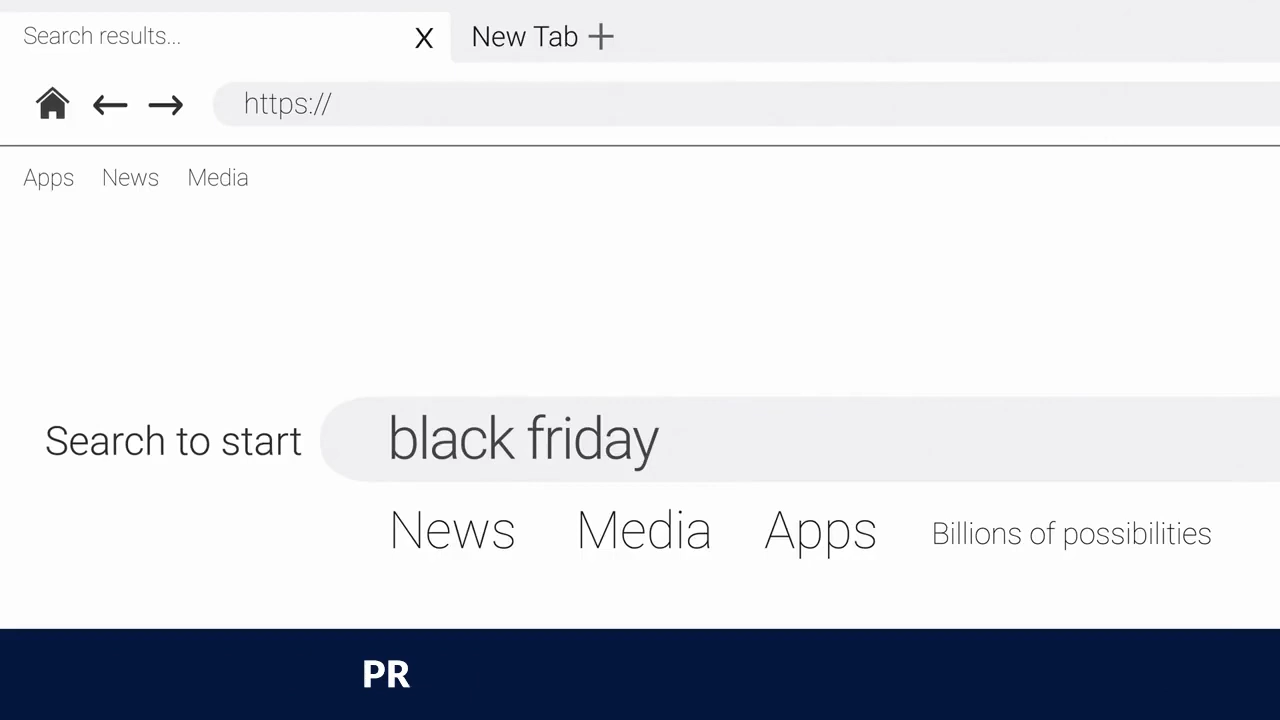 Search results... X New Tab +
https://
Apps News Media
Search to start black friday
News Media Apps Billions of possibilities
PR